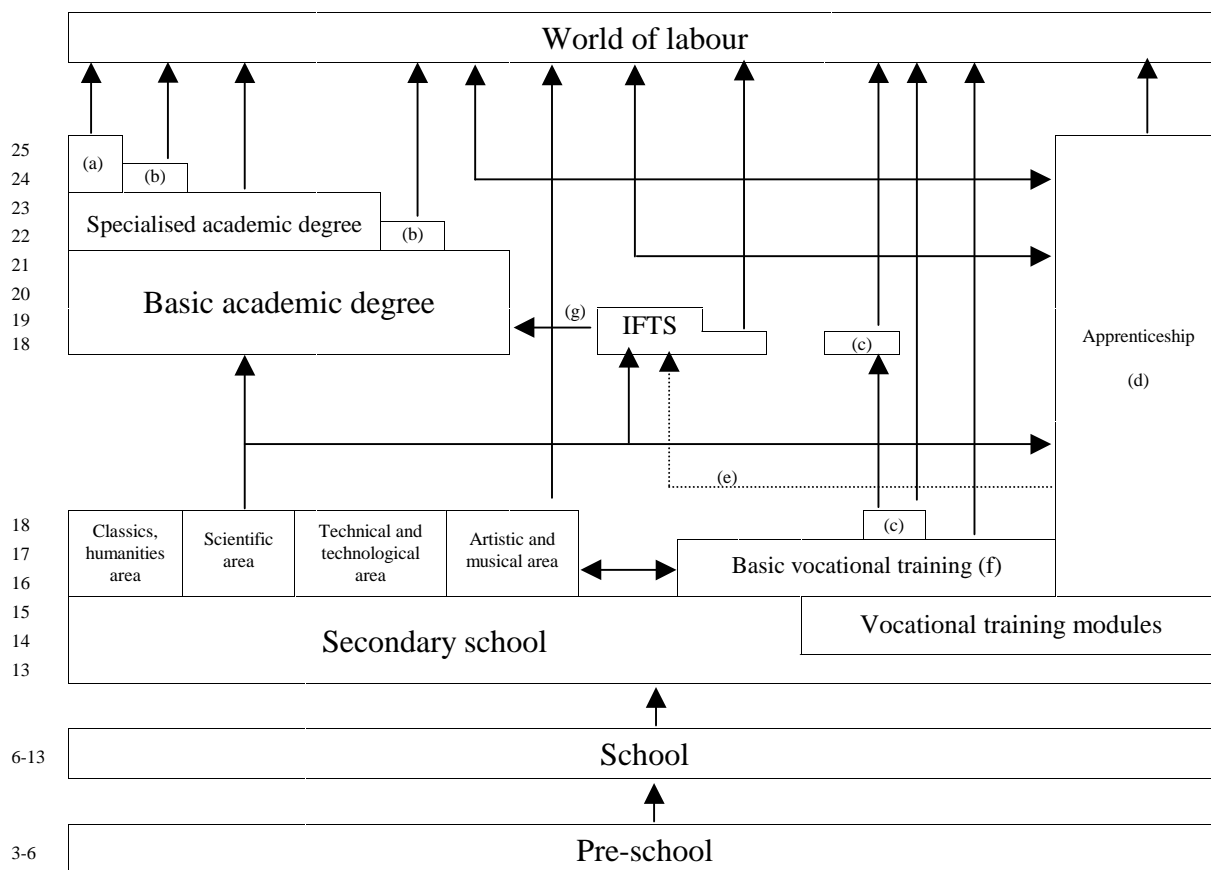 World of labour
25
(a)
24
(b)
23
Specialised academic degree
22
(b)
21
Basic academic degree
20
19
(g)
IFTS
18
(c)
Apprenticeship
(d)
(e)
18
Classics,
humanities
area
Scientific
area
Technical and
technological
area
Artistic and
musical area
(c)
17
Basic vocational training (f)
16
15
Vocational training modules
14
Secondary school
13
6-13
School
3-6
Pre-school